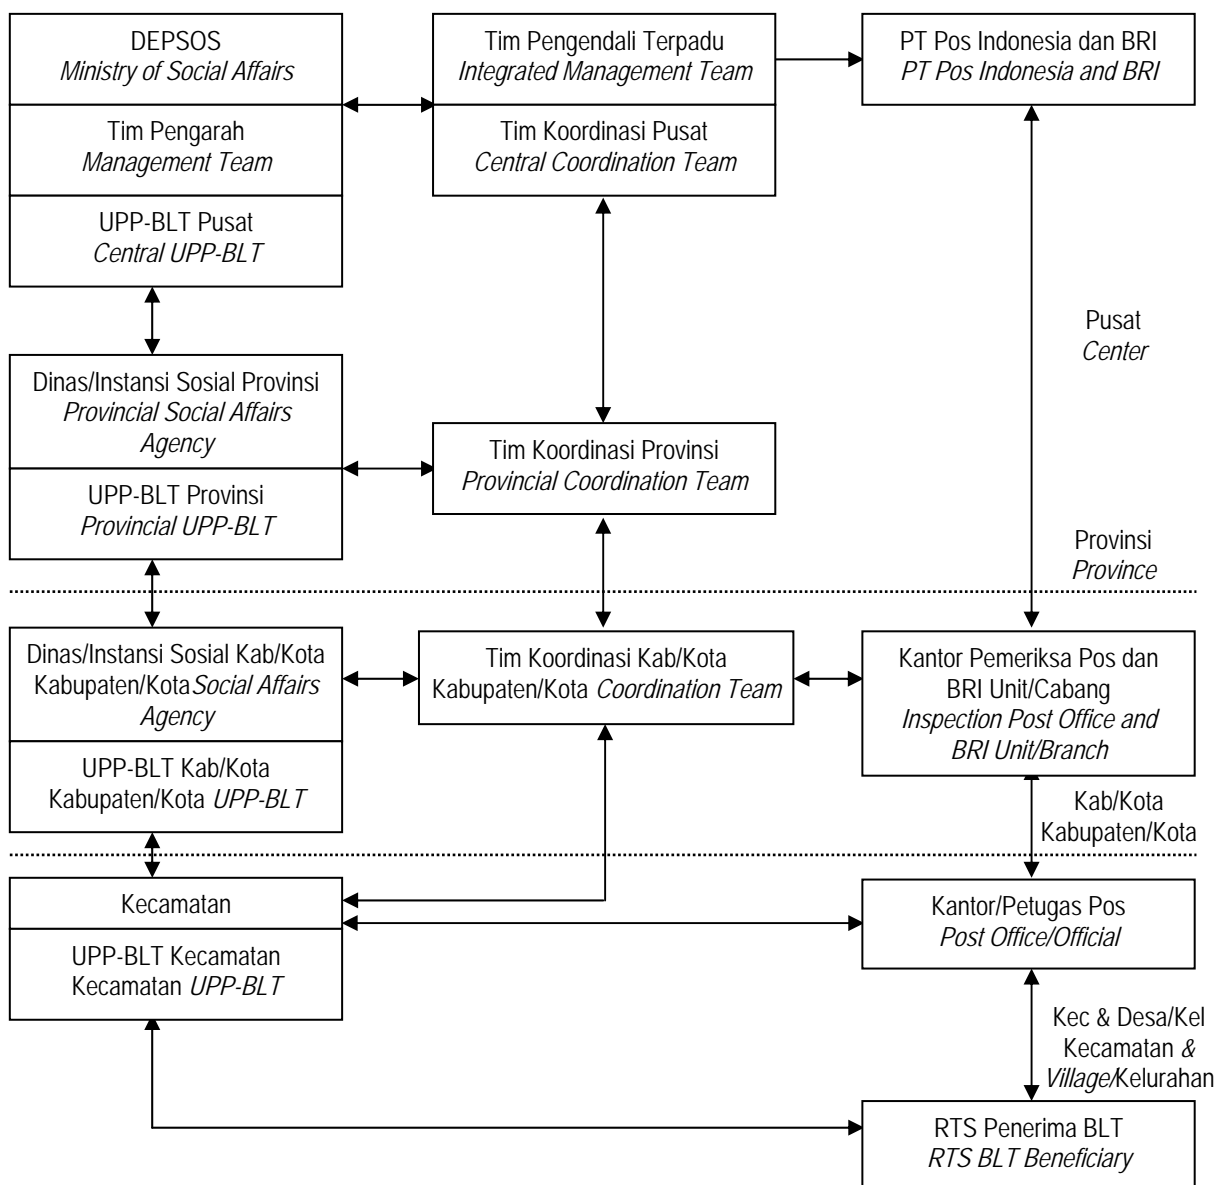 DEPSOS
Ministry of Social Affairs
Tim Pengarah
Management Team
UPP-BLT Pusat
Central UPP-BLT
Tim Pengendali Terpadu
Integrated Management Team
Tim Koordinasi Pusat
Central Coordination Team
PT Pos Indonesia dan BRI
PT Pos Indonesia and BRI
Pusat
Center
Dinas/Instansi Sosial Provinsi
Provincial Social Affairs
Agency
UPP-BLT Provinsi
Provincial UPP-BLT
Tim Koordinasi Provinsi
Provincial Coordination Team
Provinsi
Province
Dinas/Instansi Sosial Kab/Kota
Kabupaten/Kota Social Affairs
Agency
UPP-BLT Kab/Kota
Kabupaten/Kota UPP-BLT
Tim Koordinasi Kab/Kota
Kabupaten/Kota Coordination Team
Kantor Pemeriksa Pos dan
BRI Unit/Cabang
Inspection Post Office and
BRI Unit/Branch
Kab/Kota
Kabupaten/Kota
Kecamatan
UPP-BLT Kecamatan
Kecamatan UPP-BLT
Kantor/Petugas Pos
Post Office/Official
Kec & Desa/Kel
Kecamatan &
Village/Kelurahan
RTS Penerima BLT
RTS BLT Beneficiary